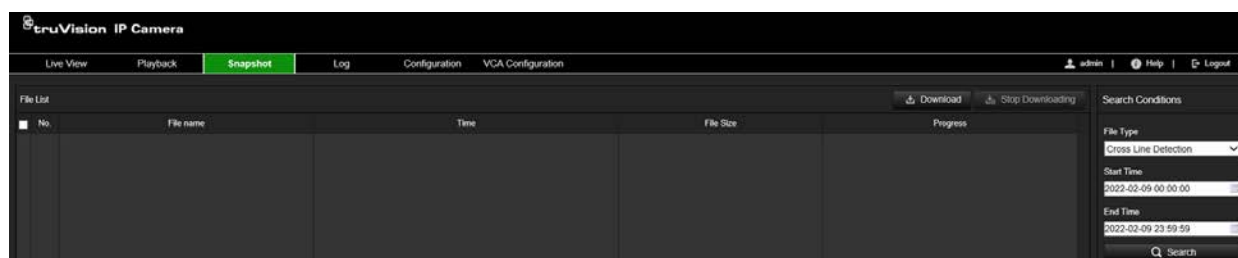 truVision IP Camera
Live View Playback Snapshot Log Configuration VCA Configuration admin | Help | Logout
File List Download Stop Downloading Search Conditions
No. File name Time File Size Progress
File Type
Cross Line Detection
Start Time
2022-02-09 00:00:00
End Time
2022-02-09 23:59:59
Search